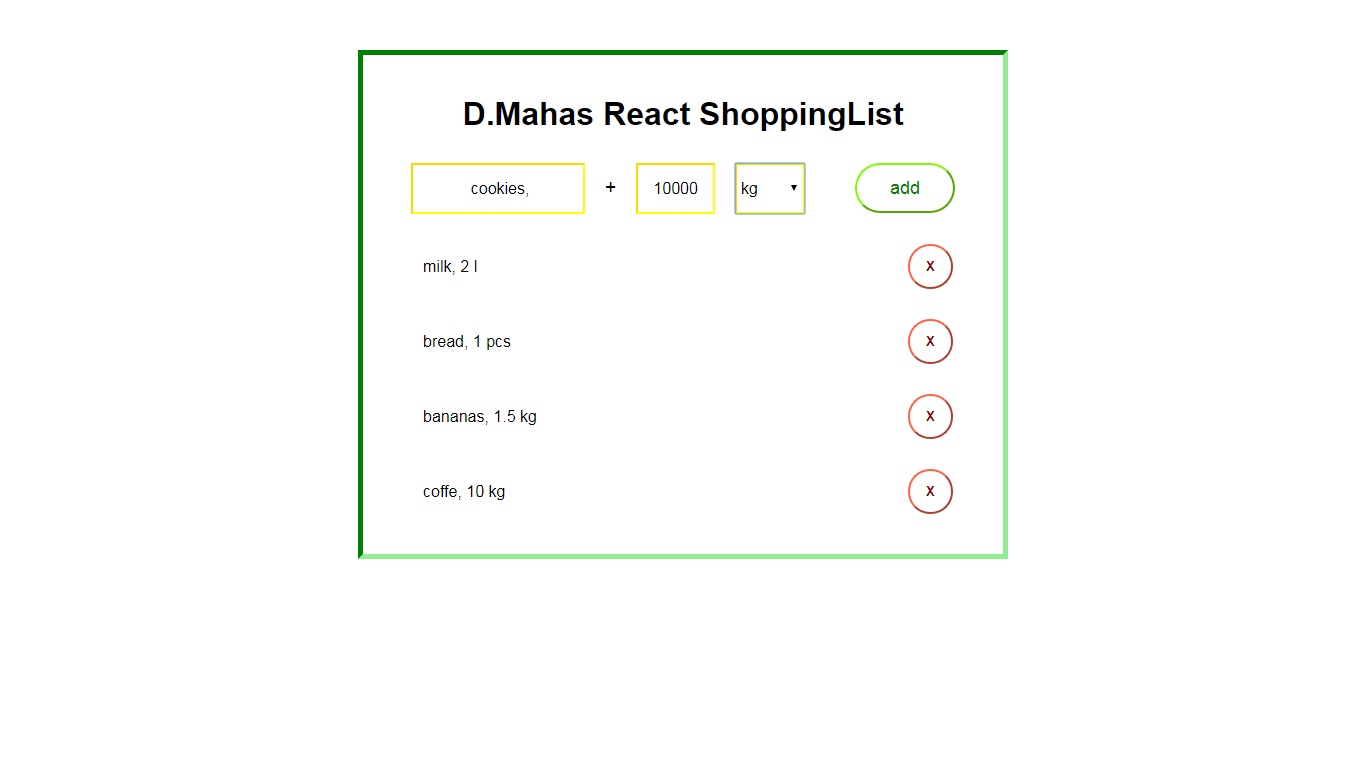 D.Mahas React ShoppingList
cookies, + 10000 kg add
milk, 2 l X
bread, 1 pcs X
bananas, 1.5 kg X
coffe, 10 kg X